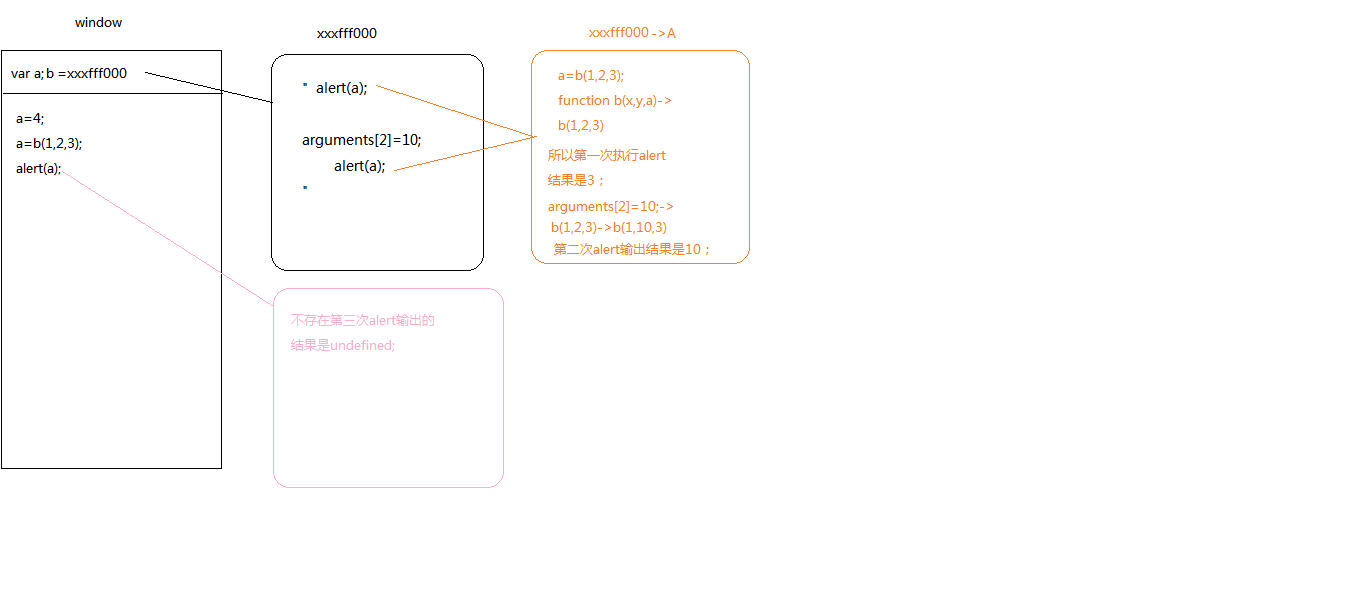 window
var a; b =xxxfff000
a=4;
a=b(1,2,3);
alert(a);
xxxfff000
" alert(a);
arguments[2]=10;
alert(a);
"
xxxfff000 ->A
a=b(1,2,3);
function b(x,y,a)->
b(1,2,3)
所以第一次执行alert
结果是3；
arguments[2]=10;->
b(1,2,3)->b(1,10,3)
第二次alert输出结果是10；
不存在第三次alert输出的
结果是undefined;